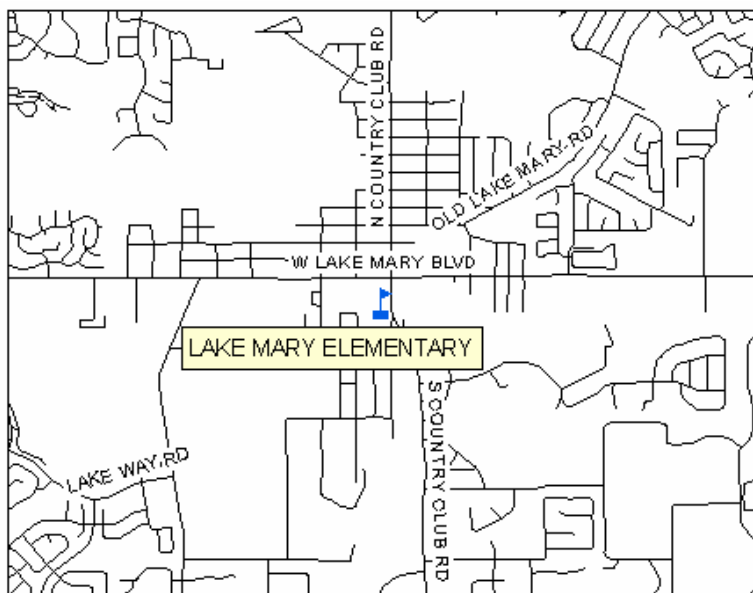 N COUNTRY CLUB RD
OLD LAKE MARY RD
W LAKE MARY BLVD
LAKE MARY ELEMENTARY
S COUNTRY CLUB RD
LAKE WAY RD